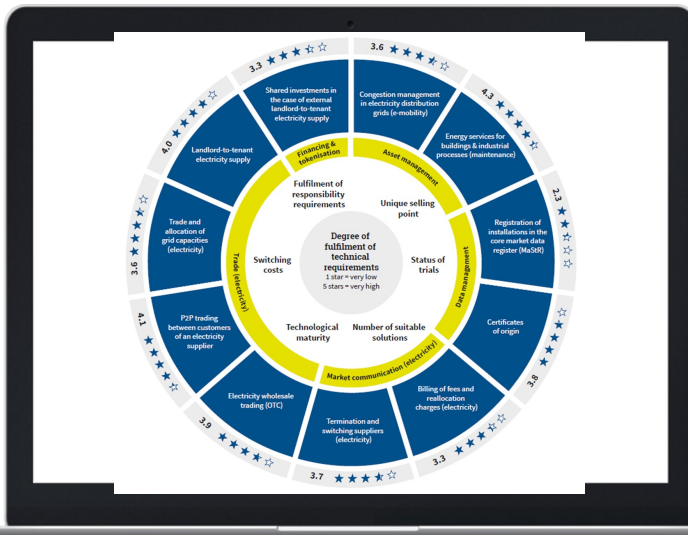 3.6
Congestion management
in electricity distribution
grids (e-mobility)
4.3
Energy services for
buildings & industrial
processes (maintenance)
2.3
Registration of
installations in the
core market data
register (MaStR)
3.8
Certificates
of origin
3.3
Billing of fees and
reallocation
charges (electricity)
3.7
Termination and
switching suppliers
(electricity)
3.9
Electricity wholesale
trading (OTC)
4.1
P2P trading
between customers
of an electricity
supplier
3.6
Trade and
allocation of
grid capacities
(electricity)
4.0
Landlord-to-tenant
electricity supply
3.3
Shared investments in
the case of external
landlord-to-tenant
electricity supply
Financing &
tokenisation
Asset management
Data management
Market communication (electricity)
Trade (electricity)
Fulfilment of
responsibility
requirements
Unique selling
point
Status of
trials
Number of suitable
solutions
Technological
maturity
Switching
costs
Degree of
fulfilment of
technical
requirements
1 star = very low
5 stars = very high